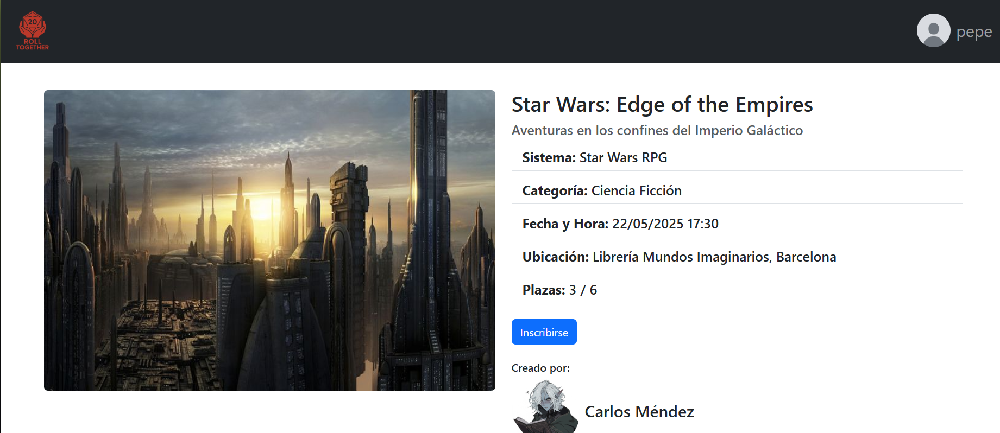 20
ROLL
TOGETHER
pepe
Star Wars: Edge of the Empires
Aventuras en los confines del Imperio Galáctico
Sistema: Star Wars RPG
Categoría: Ciencia Ficción
Fecha y Hora: 22/05/2025 17:30
Ubicación: Librería Mundos Imaginarios, Barcelona
Plazas: 3 / 6
Inscribirse
Creado por:
Carlos Méndez